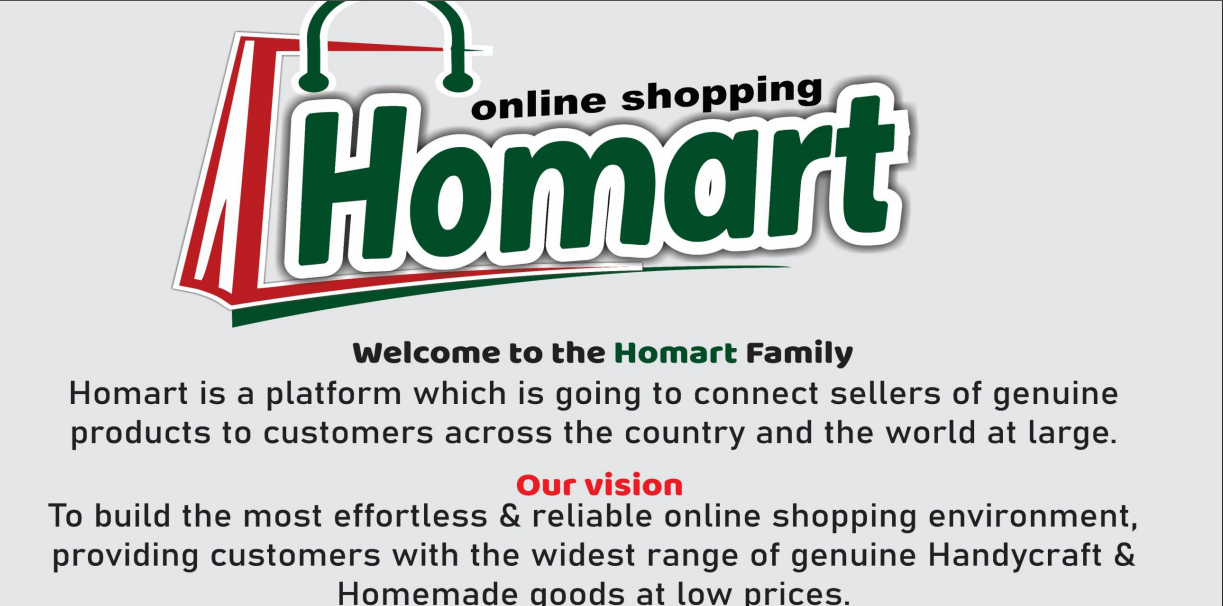 online shopping
Homart
Welcome to the Homart Family
Homart is a platform which is going to connect sellers of genuine
products to customers across the country and the world at large.
Our vision
To build the most effortless & reliable online shopping environment,
providing customers with the widest range of genuine Handycraft &
Homemade goods at low prices.